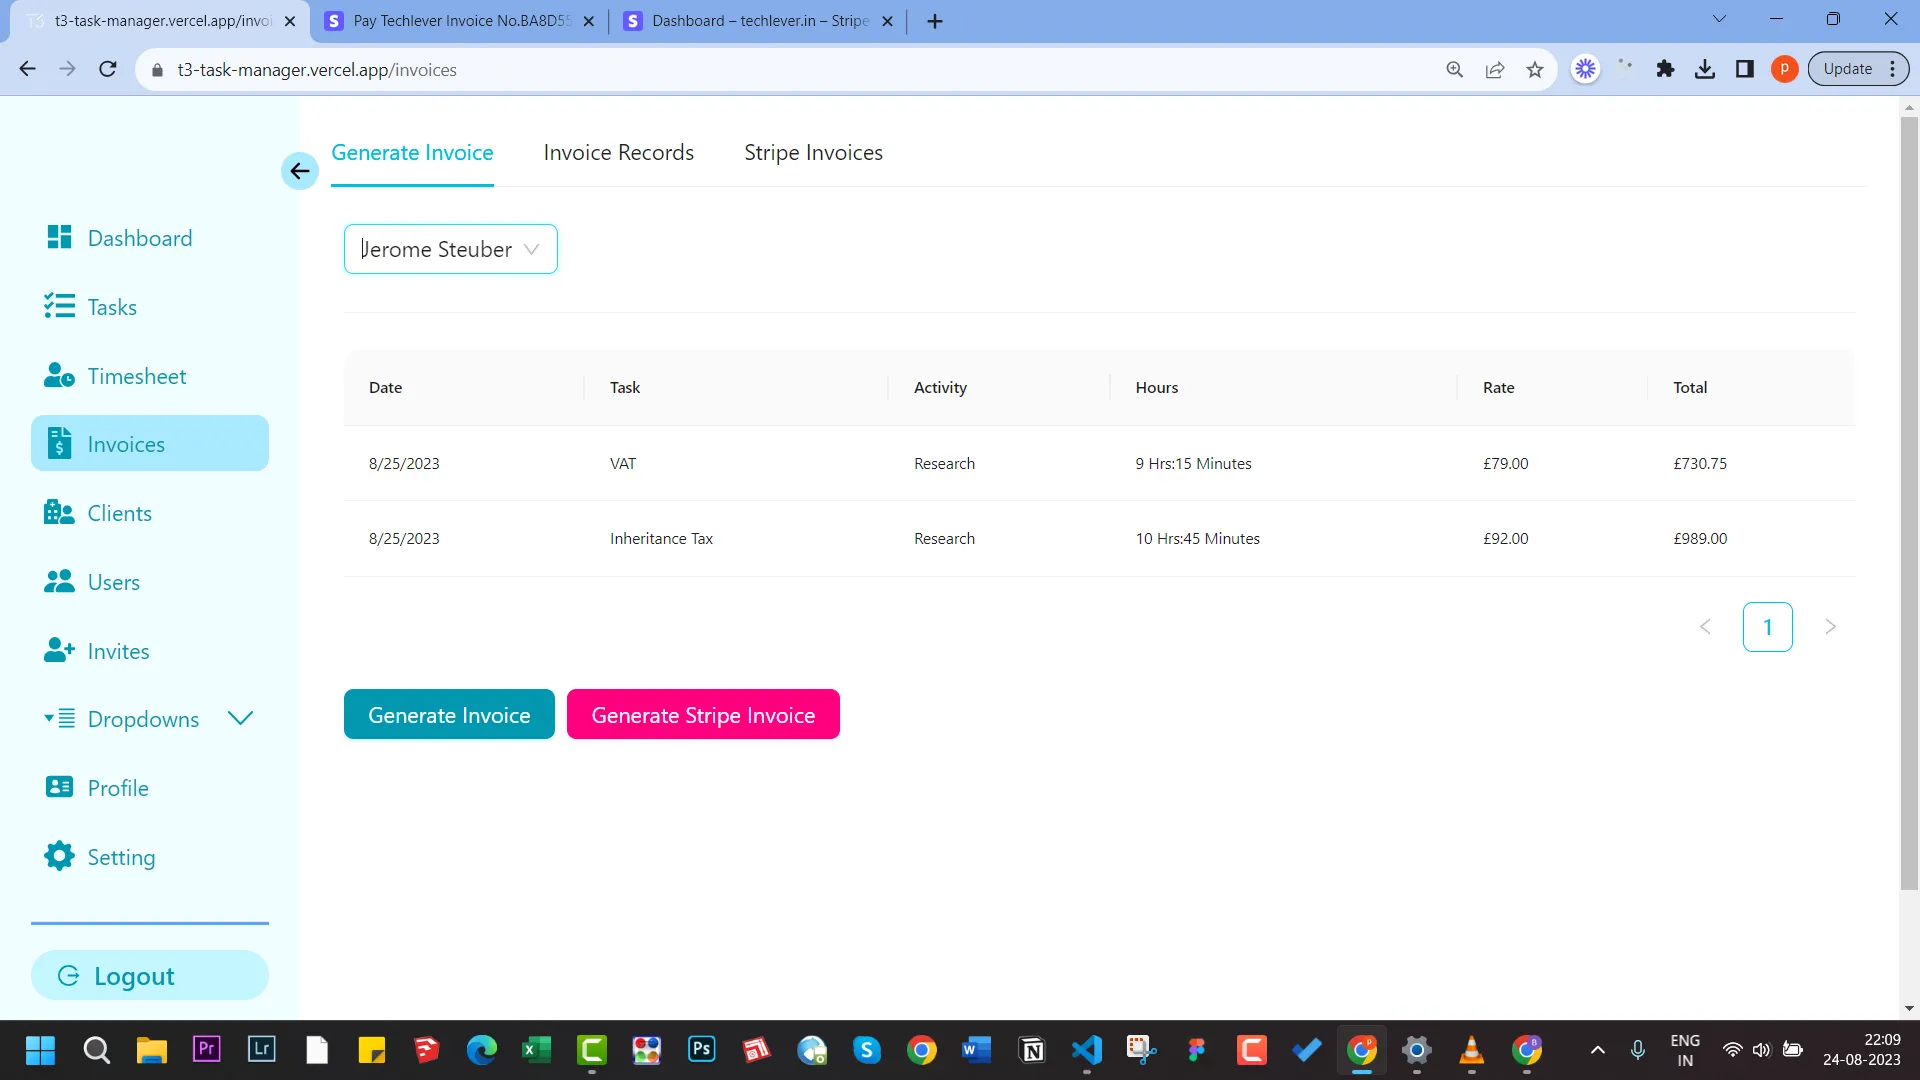 t3-task-manager.vercel.app/invoi
Pay Techlever Invoice No.BA8D55
Dashboard – techlever.in – Stripe
t3-task-manager.vercel.app/invoices
P
Update
Generate Invoice
Invoice Records
Stripe Invoices
Jerome Steuber
Dashboard
Tasks
Timesheet
Invoices
Clients
Users
Invites
Dropdowns
Profile
Setting
Logout
Date Task Activity Hours Rate Total
8/25/2023 VAT Research 9 Hrs:15 Minutes £79.00 £730.75
8/25/2023 Inheritance Tax Research 10 Hrs:45 Minutes £92.00 £989.00
1
Generate Invoice
Generate Stripe Invoice
Pr
Lr
Ps
ENG
IN
22:09
24-08-2023